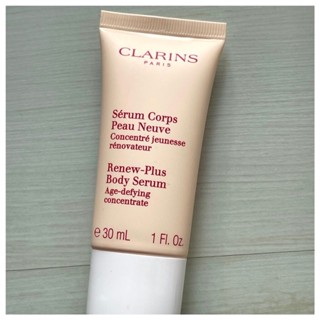 CLARINS
PARIS
Sérum Corps
Peau Neuve
Concentré jeunesse
rénovateur
Renew-Plus
Body Serum
Age-defying
concentrate
e 30 mL 1 Fl. Oz.